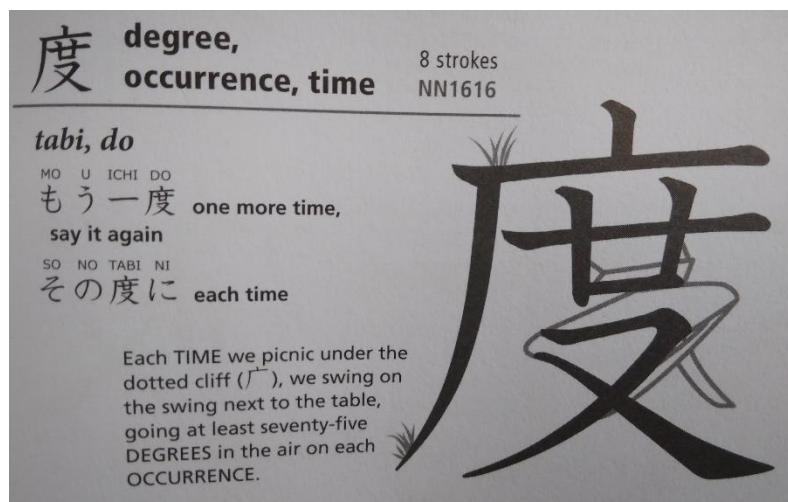 度 degree,
occurrence, time
8 strokes
NN1616
tabi, do
MO U ICHI DO
もう一度 one more time,
say it again
SO NO TABI NI
その度に each time
Each TIME we picnic under the
dotted cliff (广), we swing on
the swing next to the table,
going at least seventy-five
DEGREES in the air on each
OCCURRENCE.
度